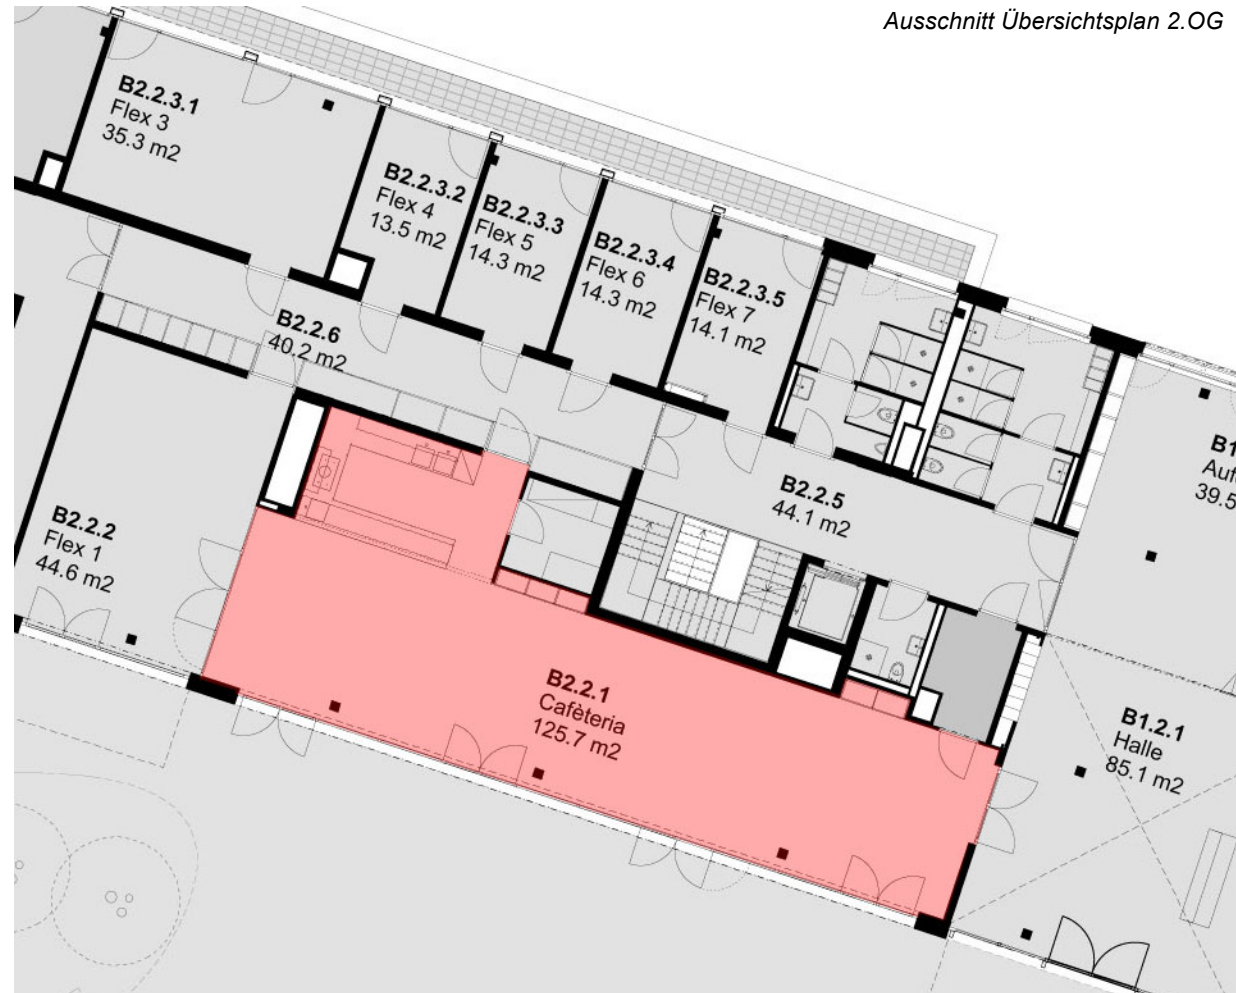 Ausschnitt Übersichtsplan 2.OG
B2.2.3.1
Flex 3
35.3 m2
B2.2.3.2
Flex 4
13.5 m2
B2.2.3.3
Flex 5
14.3 m2
B2.2.3.4
Flex 6
14.3 m2
B2.2.3.5
Flex 7
14.1 m2
B2.2.6
40.2 m2
B2.2.5
44.1 m2
B1
Auf
39.5
B2.2.2
Flex 1
44.6 m2
B2.2.1
Cafèteria
125.7 m2
B1.2.1
Halle
85.1 m2